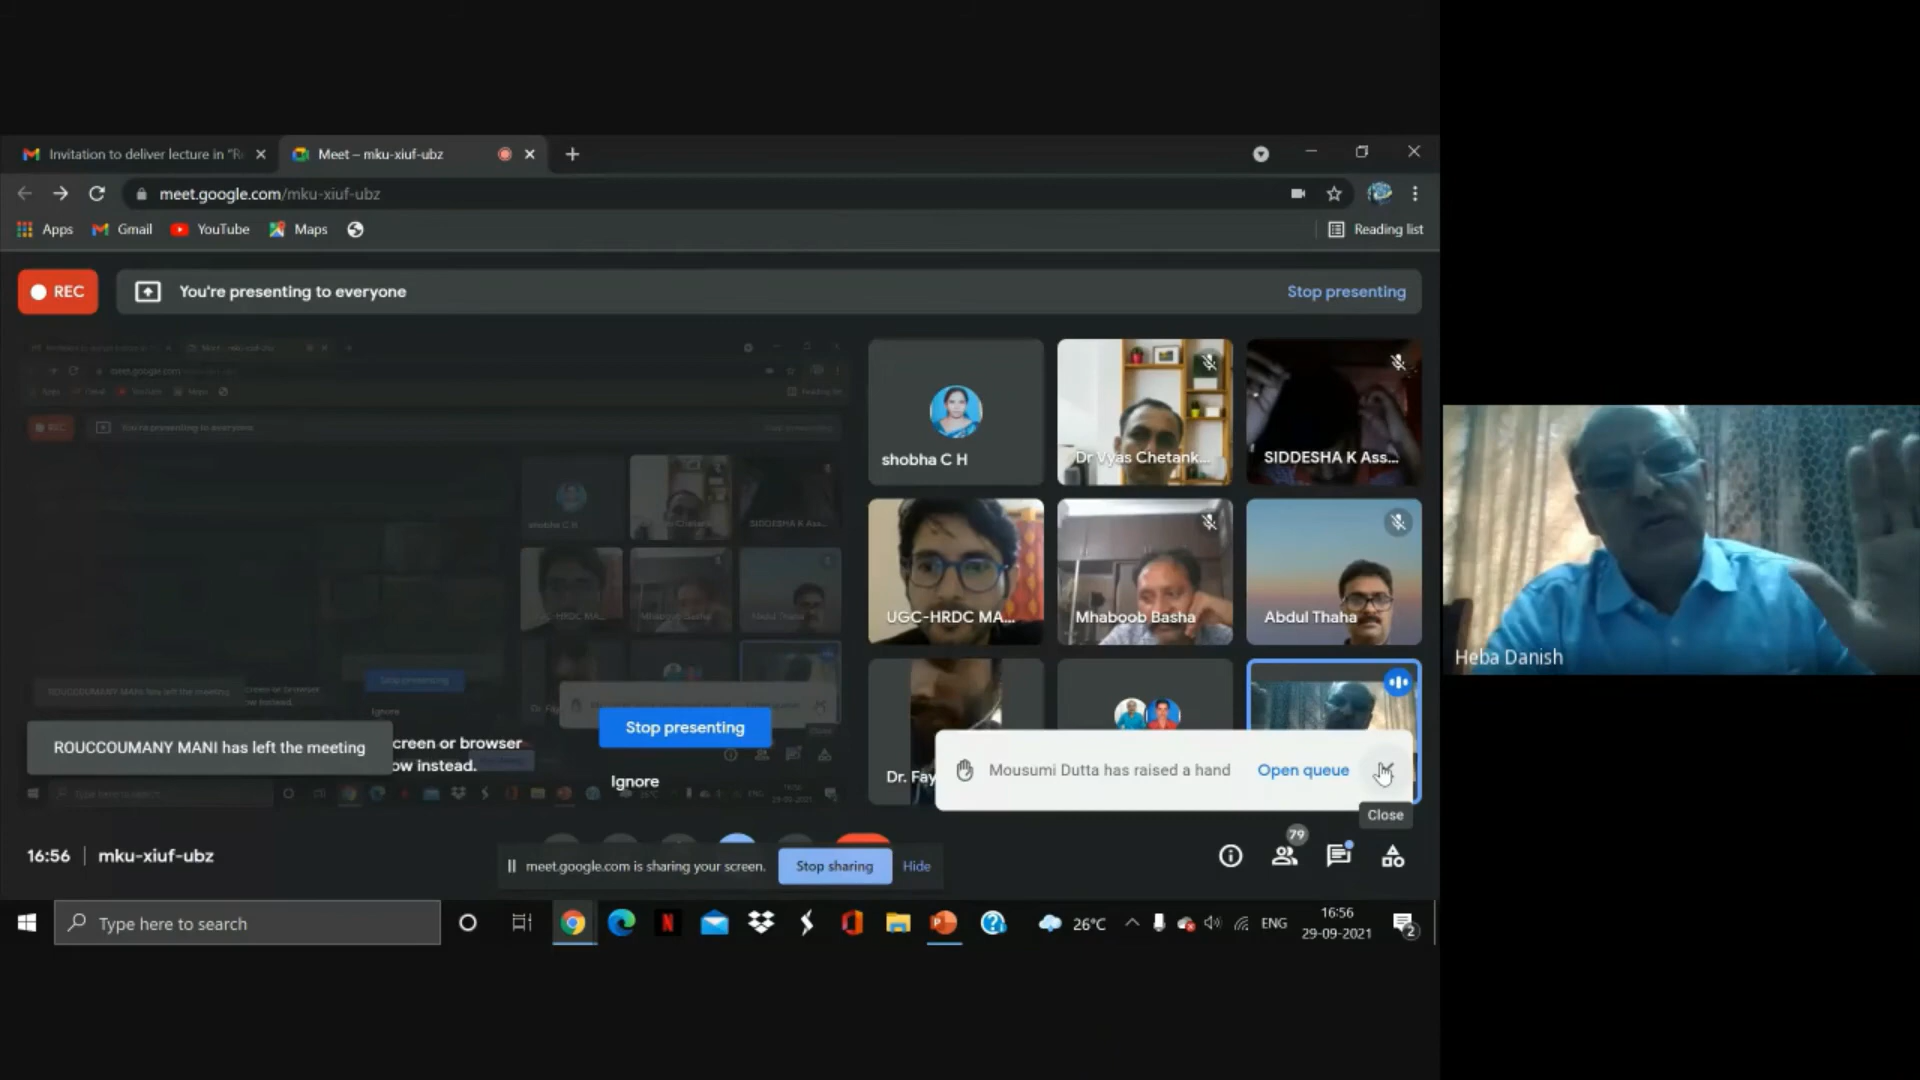 Invitation to deliver lecture in "Re
Meet – mku-xiuf-ubz
meet.google.com/mku-xiuf-ubz
Apps
Gmail
YouTube
Maps
Reading list
REC
You're presenting to everyone
Stop presenting
shobha C H
Dr Vyas Chetank...
SIDDESHA K Ass...
UGC-HRDC MA...
Mhaboob Basha
Abdul Thaha
Heba Danish
Stop presenting
ROUCCOUMANY MANI has left the meeting
creen or browser
ow instead.
Ignore
Dr. Fay
Mousumi Dutta has raised a hand
Open queue
Close
16:56
mku-xiuf-ubz
79
meet.google.com is sharing your screen.
Stop sharing
Hide
Type here to search
26°C
ENG
16:56
29-09-2021
2